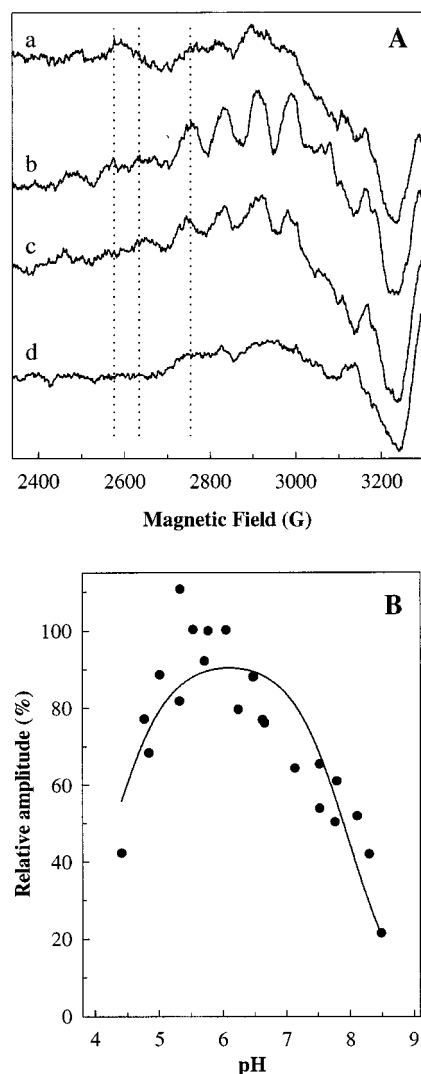 A
a
b
c
d
2400 2600 2800 3000 3200
Magnetic Field (G)
B
100
80
60
40
20
0
Relative amplitude (%)
4 5 6 7 8 9
pH